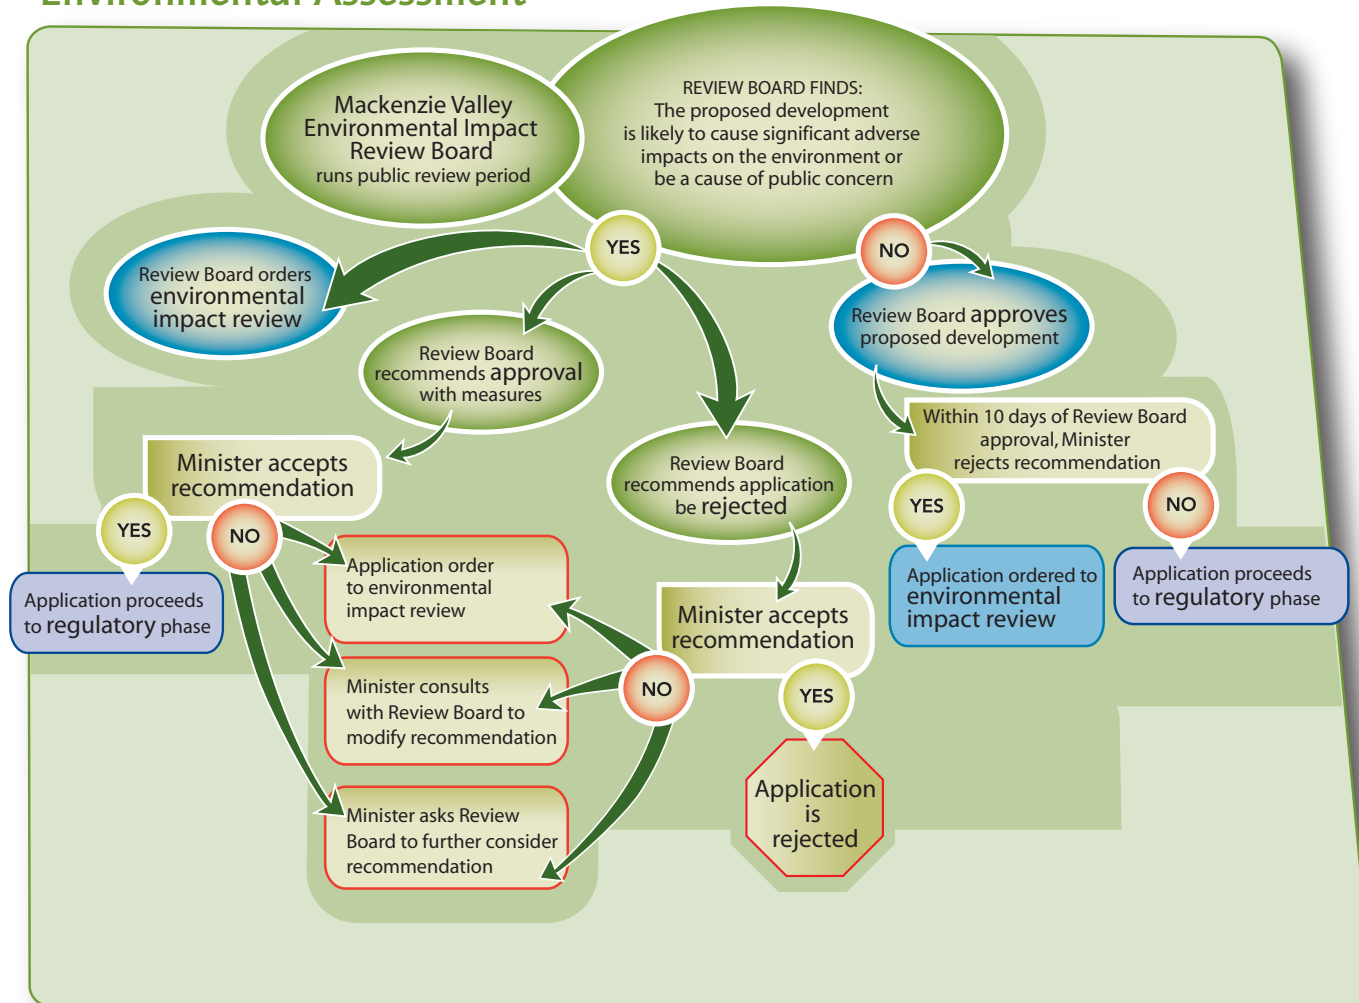 Environmental Assessment
Mackenzie Valley
Environmental Impact
Review Board
runs public review period
REVIEW BOARD FINDS:
The proposed development
is likely to cause significant adverse
impacts on the environment or
be a cause of public concern
YES
NO
Review Board orders
environmental
impact review
Review Board
recommends approval
with measures
Review Board approves
proposed development
Minister accepts
recommendation
Review Board
recommends application
be rejected
Within 10 days of Review Board
approval, Minister
rejects recommendation
YES
NO
YES
NO
Application proceeds
to regulatory phase
Application order
to environmental
impact review
Minister accepts
recommendation
Application ordered to
environmental
impact review
Application proceeds
to regulatory phase
Minister consults
with Review Board to
modify recommendation
NO
YES
Minister asks Review
Board to further consider
recommendation
Application
is
rejected